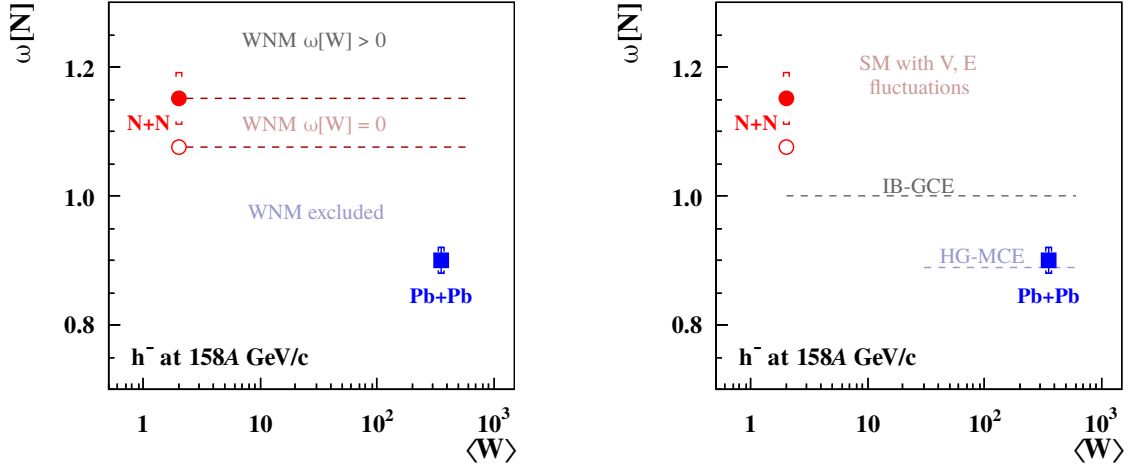 ω[N]
WNM ω[W] > 0
1.2
N+N
WNM ω[W] = 0
1.0
WNM excluded
Pb+Pb
0.8
h⁻ at 158A GeV/c
1 10 10² 10³
⟨W⟩
ω[N]
SM with V, E
fluctuations
1.2
N+N
IB-GCE
1.0
HG-MCE
Pb+Pb
0.8
h⁻ at 158A GeV/c
1 10 10² 10³
⟨W⟩